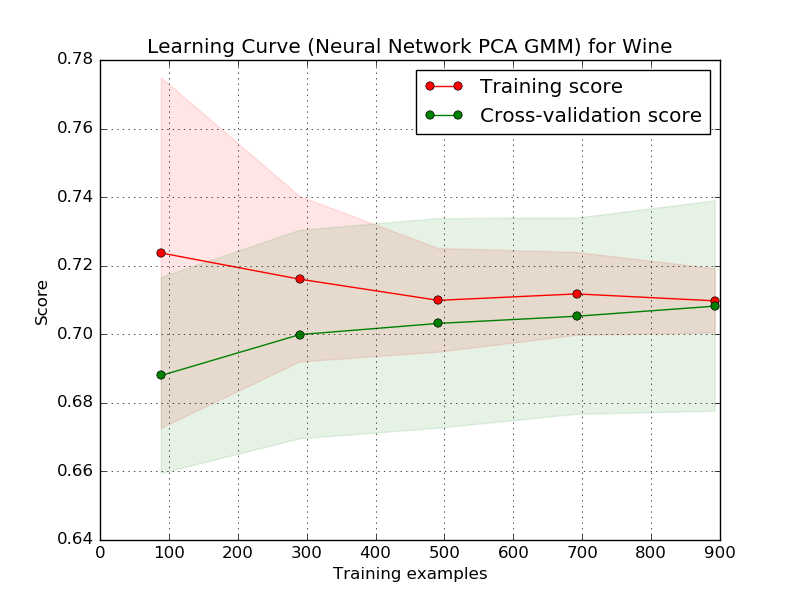 Learning Curve (Neural Network PCA GMM) for Wine
Training score
Cross-validation score
0.78
0.76
0.74
0.72
0.70
0.68
0.66
0.64
Score
0 100 200 300 400 500 600 700 800 900
Training examples